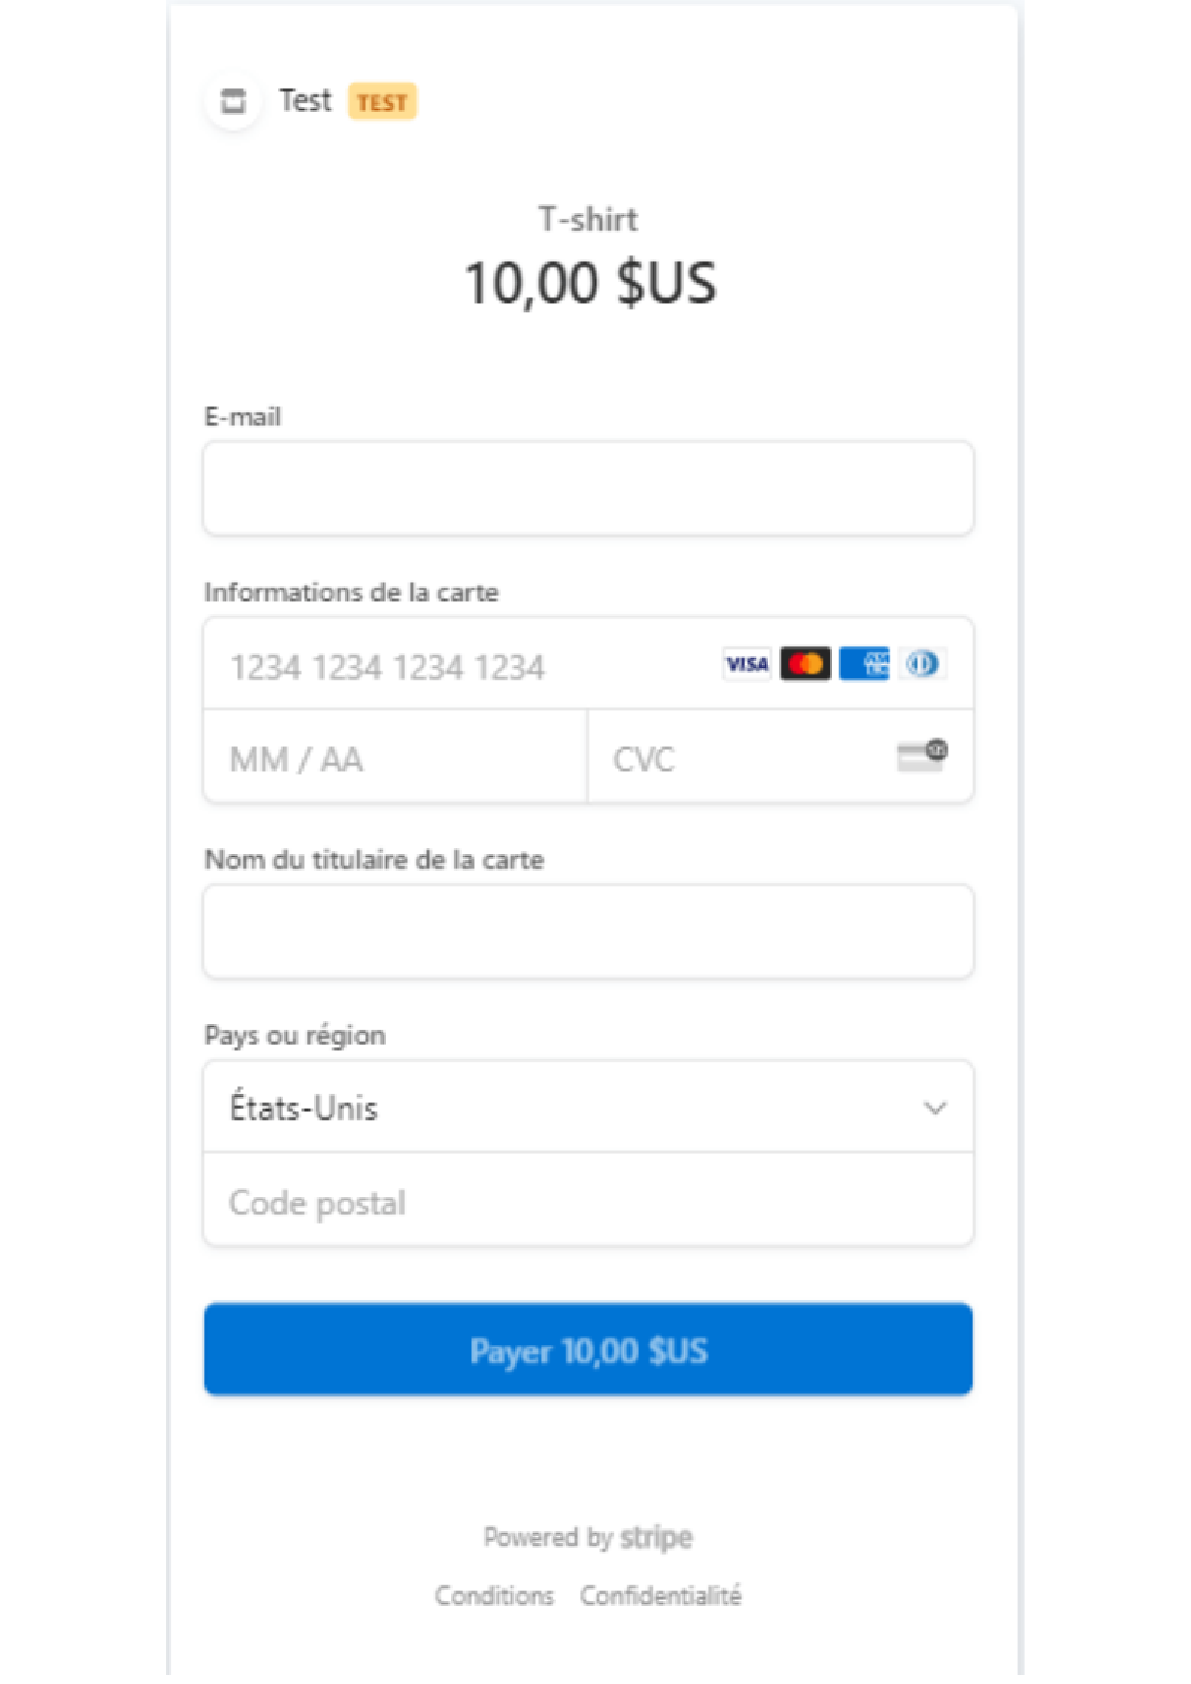 Test TEST
T-shirt
10,00 $US
E-mail
Informations de la carte
1234 1234 1234 1234 VISA
MM / AA CVC
Nom du titulaire de la carte
Pays ou région
États-Unis
Code postal
Payer 10,00 $US
Powered by stripe
Conditions Confidentialité